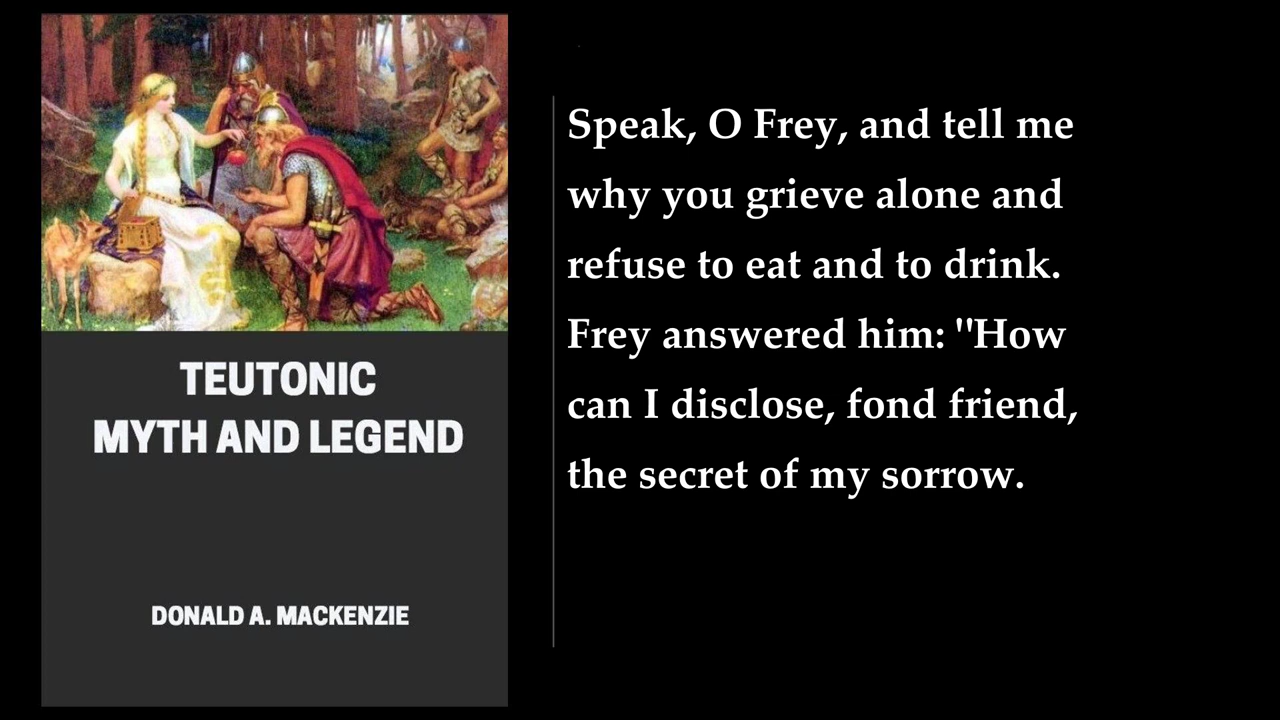 TEUTONIC
MYTH AND LEGEND
DONALD A. MACKENZIE
Speak, O Frey, and tell me
why you grieve alone and
refuse to eat and to drink.
Frey answered him: "How
can I disclose, fond friend,
the secret of my sorrow.